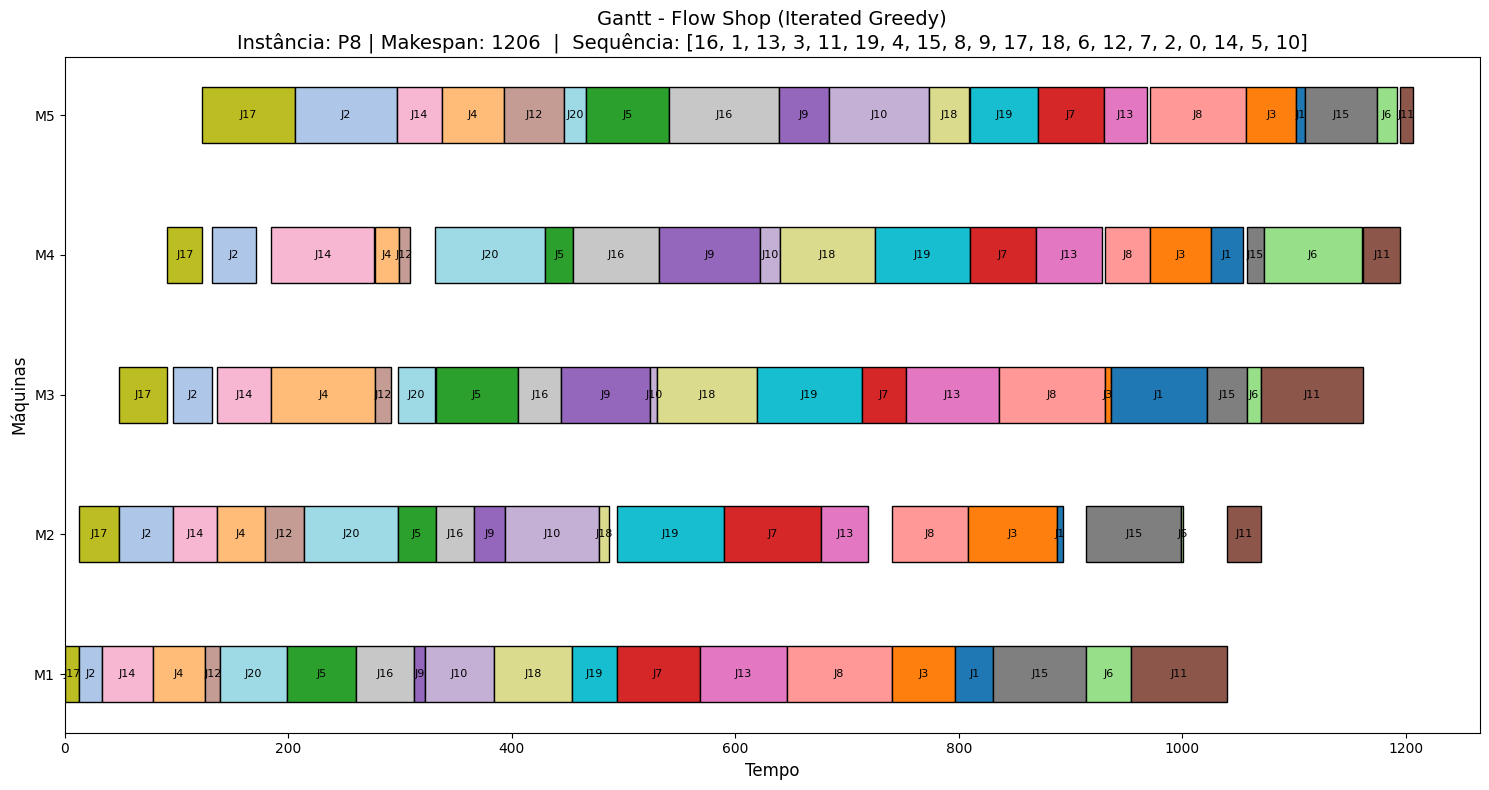 Gantt - Flow Shop (Iterated Greedy)
Instância: P8 | Makespan: 1206 | Sequência: [16, 1, 13, 3, 11, 19, 4, 15, 8, 9, 17, 18, 6, 12, 7, 2, 0, 14, 5, 10]
M5 J17 J2 J14 J4 J12 J20 J5 J16 J9 J10 J18 J19 J7 J13 J8 J3 J1 J15 J6 J11
M4 J17 J2 J14 J4 J12 J20 J5 J16 J9 J10 J18 J19 J7 J13 J8 J3 J1 J15 J6 J11
Máquinas
M3 J17 J2 J14 J4 J12 J20 J5 J16 J9 J10 J18 J19 J7 J13 J8 J3 J1 J15 J6 J11
M2 J17 J2 J14 J4 J12 J20 J5 J16 J9 J10 J18 J19 J7 J13 J8 J3 J1 J15 J6 J11
M1 J17 J2 J14 J4 J12 J20 J5 J16 J9 J10 J18 J19 J7 J13 J8 J3 J1 J15 J6 J11
0 200 400 600 800 1000 1200
Tempo